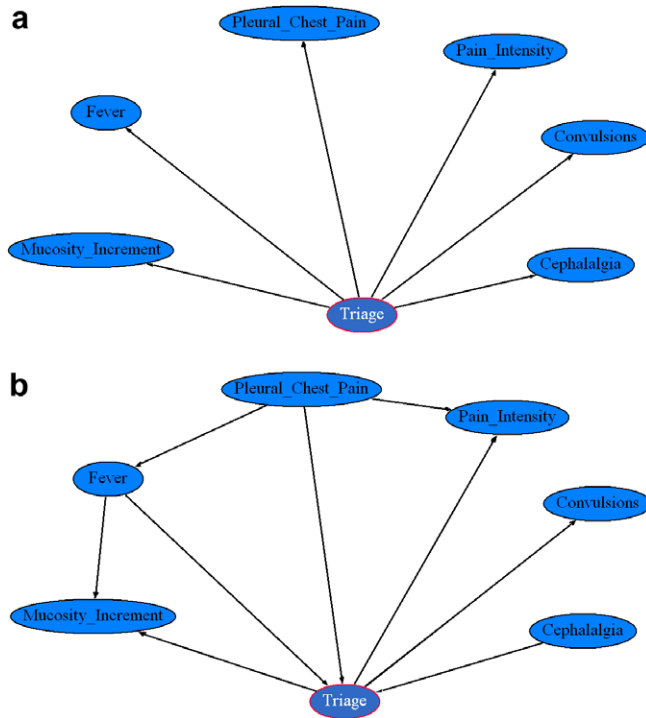 a
Pleural_Chest_Pain
Pain_Intensity
Fever
Convulsions
Mucosity_Increment
Cephalalgia
Triage
b
Pleural_Chest_Pain
Pain_Intensity
Fever
Convulsions
Mucosity_Increment
Cephalalgia
Triage